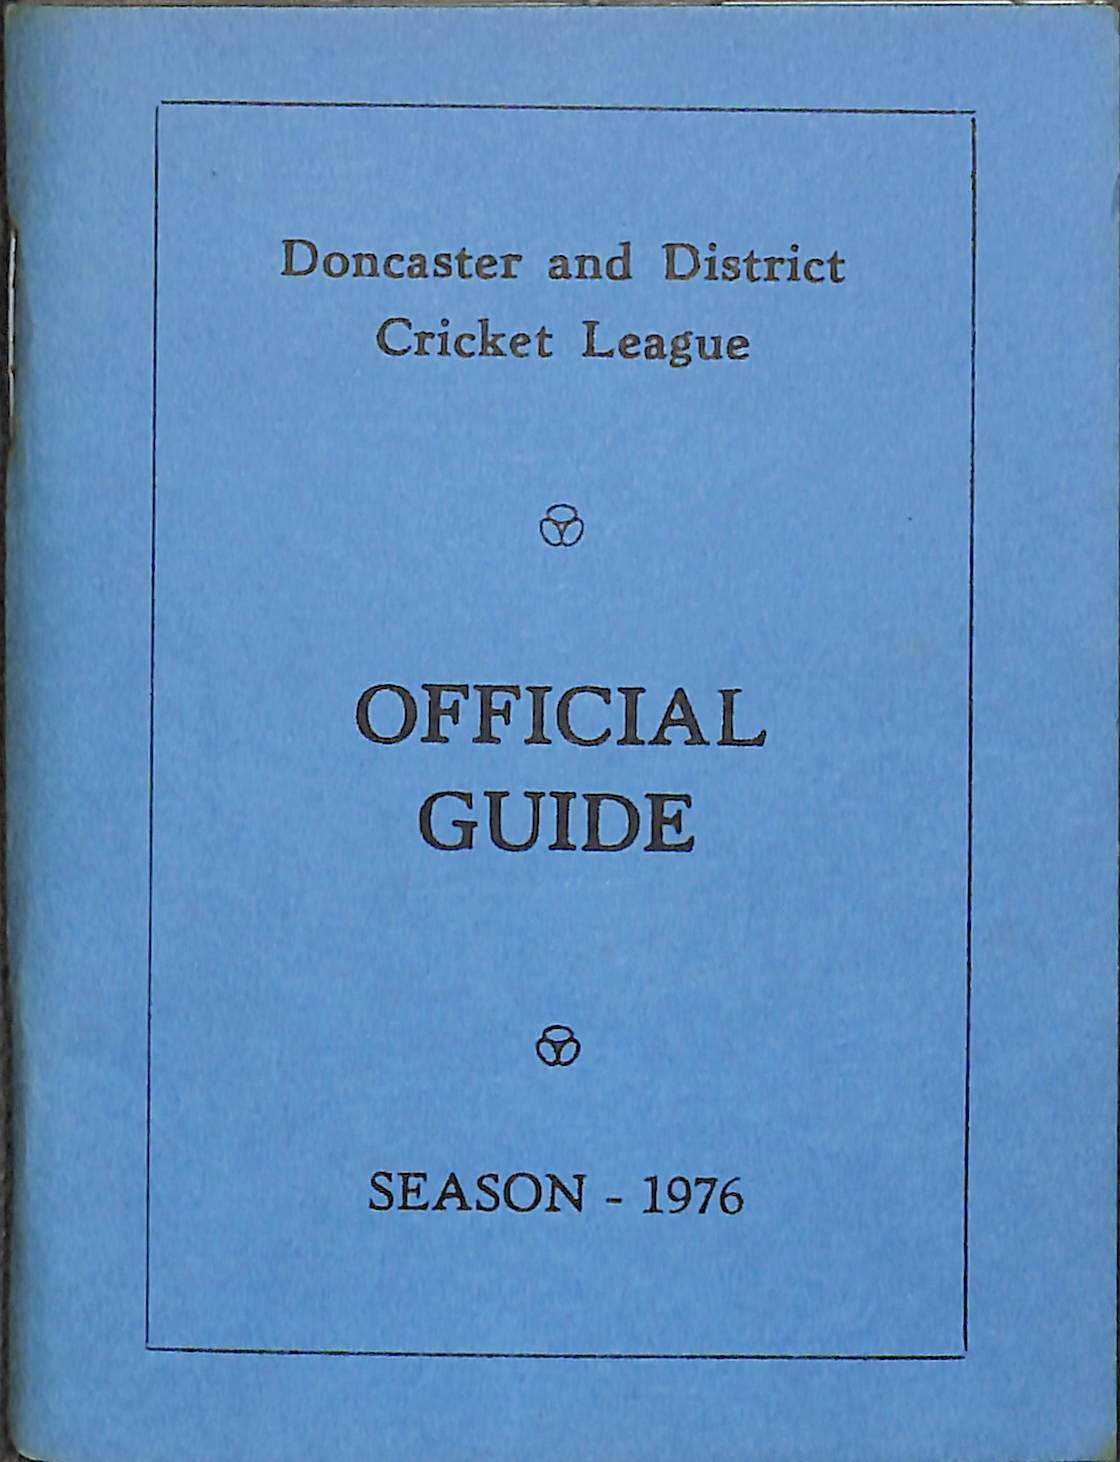 Doncaster and District
Cricket League
OFFICIAL
GUIDE
SEASON - 1976